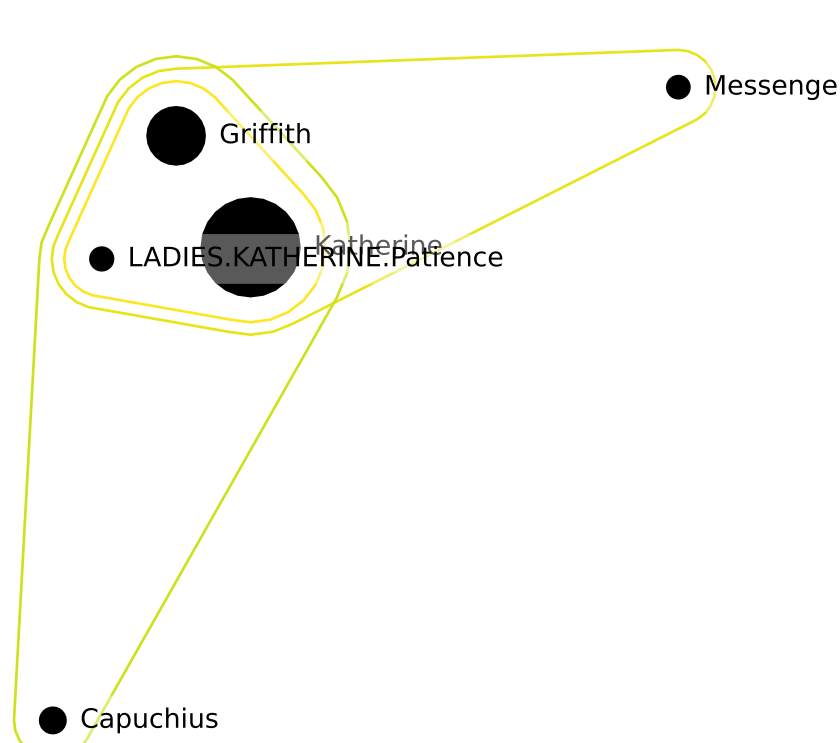 Messenge
Griffith
Katherine
LADIES.KATHERINE.Patience
Capuchius